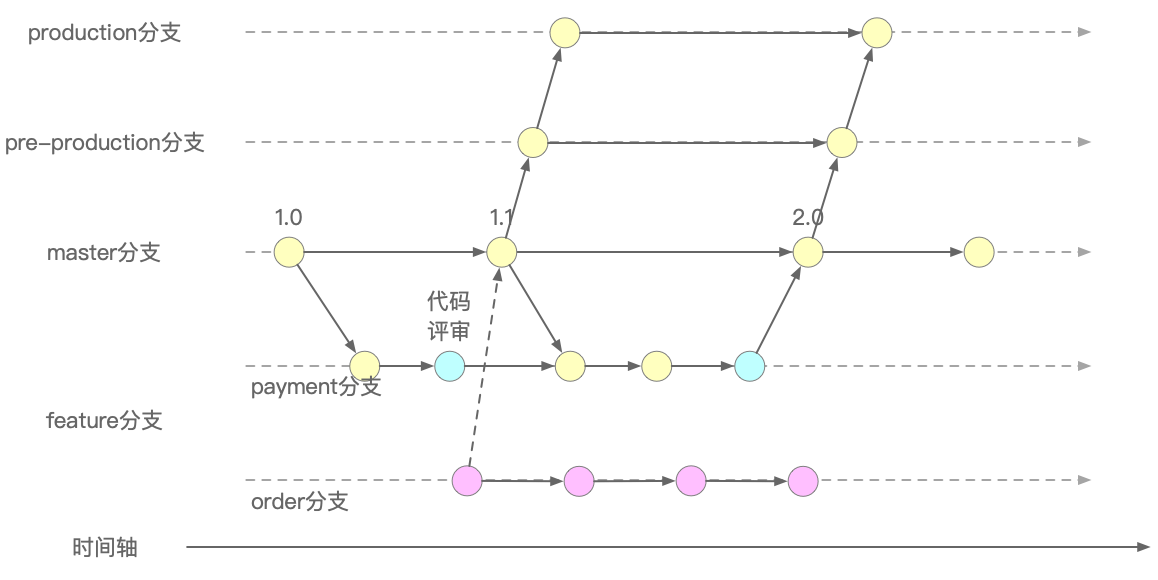 production分支
pre-production分支
1.0
1.1
2.0
master分支
代码
评审
payment分支
feature分支
order分支
时间轴